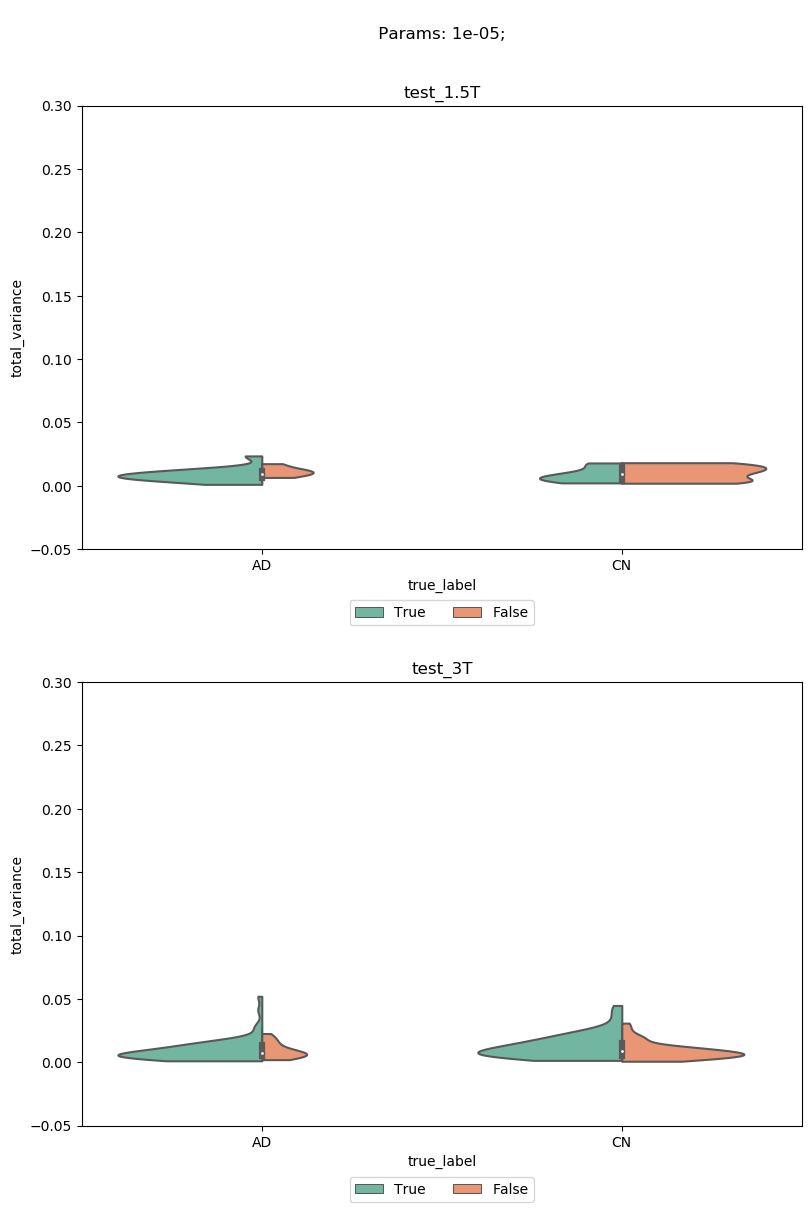 Params: 1e-05;
test_1.5T
0.30
0.25
0.20
0.15
0.10
0.05
0.00
−0.05
total_variance
AD CN
true_label
True False
test_3T
0.30
0.25
0.20
0.15
0.10
0.05
0.00
−0.05
total_variance
AD CN
true_label
True False